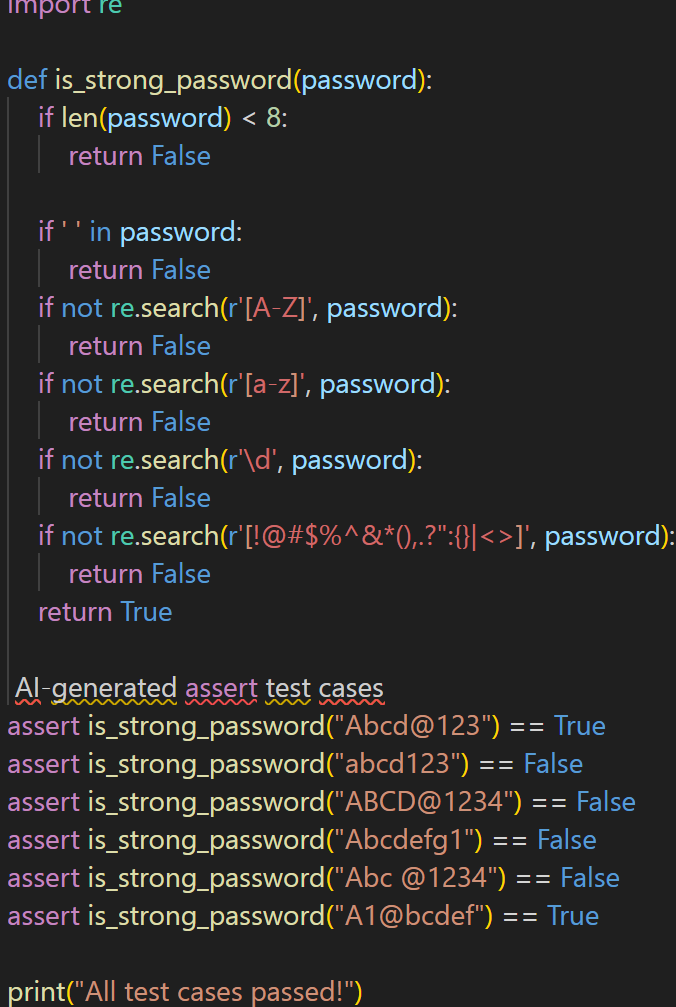 import re
def is_strong_password(password):
if len(password) < 8:
return False
if ' ' in password:
return False
if not re.search(r'[A-Z]', password):
return False
if not re.search(r'[a-z]', password):
return False
if not re.search(r'\d', password):
return False
if not re.search(r'[!@#$%^&*(),.?":{}|<>]', password):
return False
return True
AI-generated assert test cases
assert is_strong_password("Abcd@123") == True
assert is_strong_password("abcd123") == False
assert is_strong_password("ABCD@1234") == False
assert is_strong_password("Abcdefg1") == False
assert is_strong_password("Abc @1234") == False
assert is_strong_password("A1@bcdef") == True
print("All test cases passed!")